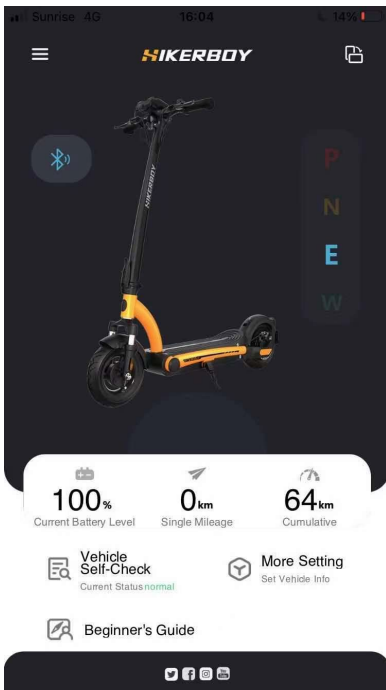 Sunrise 4G 16:04 14%
HIKERBOY
HIKERBOY
P
N
E
W
100% 0km 64km
Current Battery Level Single Mileage Cumulative
Vehicle
Self-Check
Current Status normal
More Setting
Set Vehicle Info
Beginner's Guide